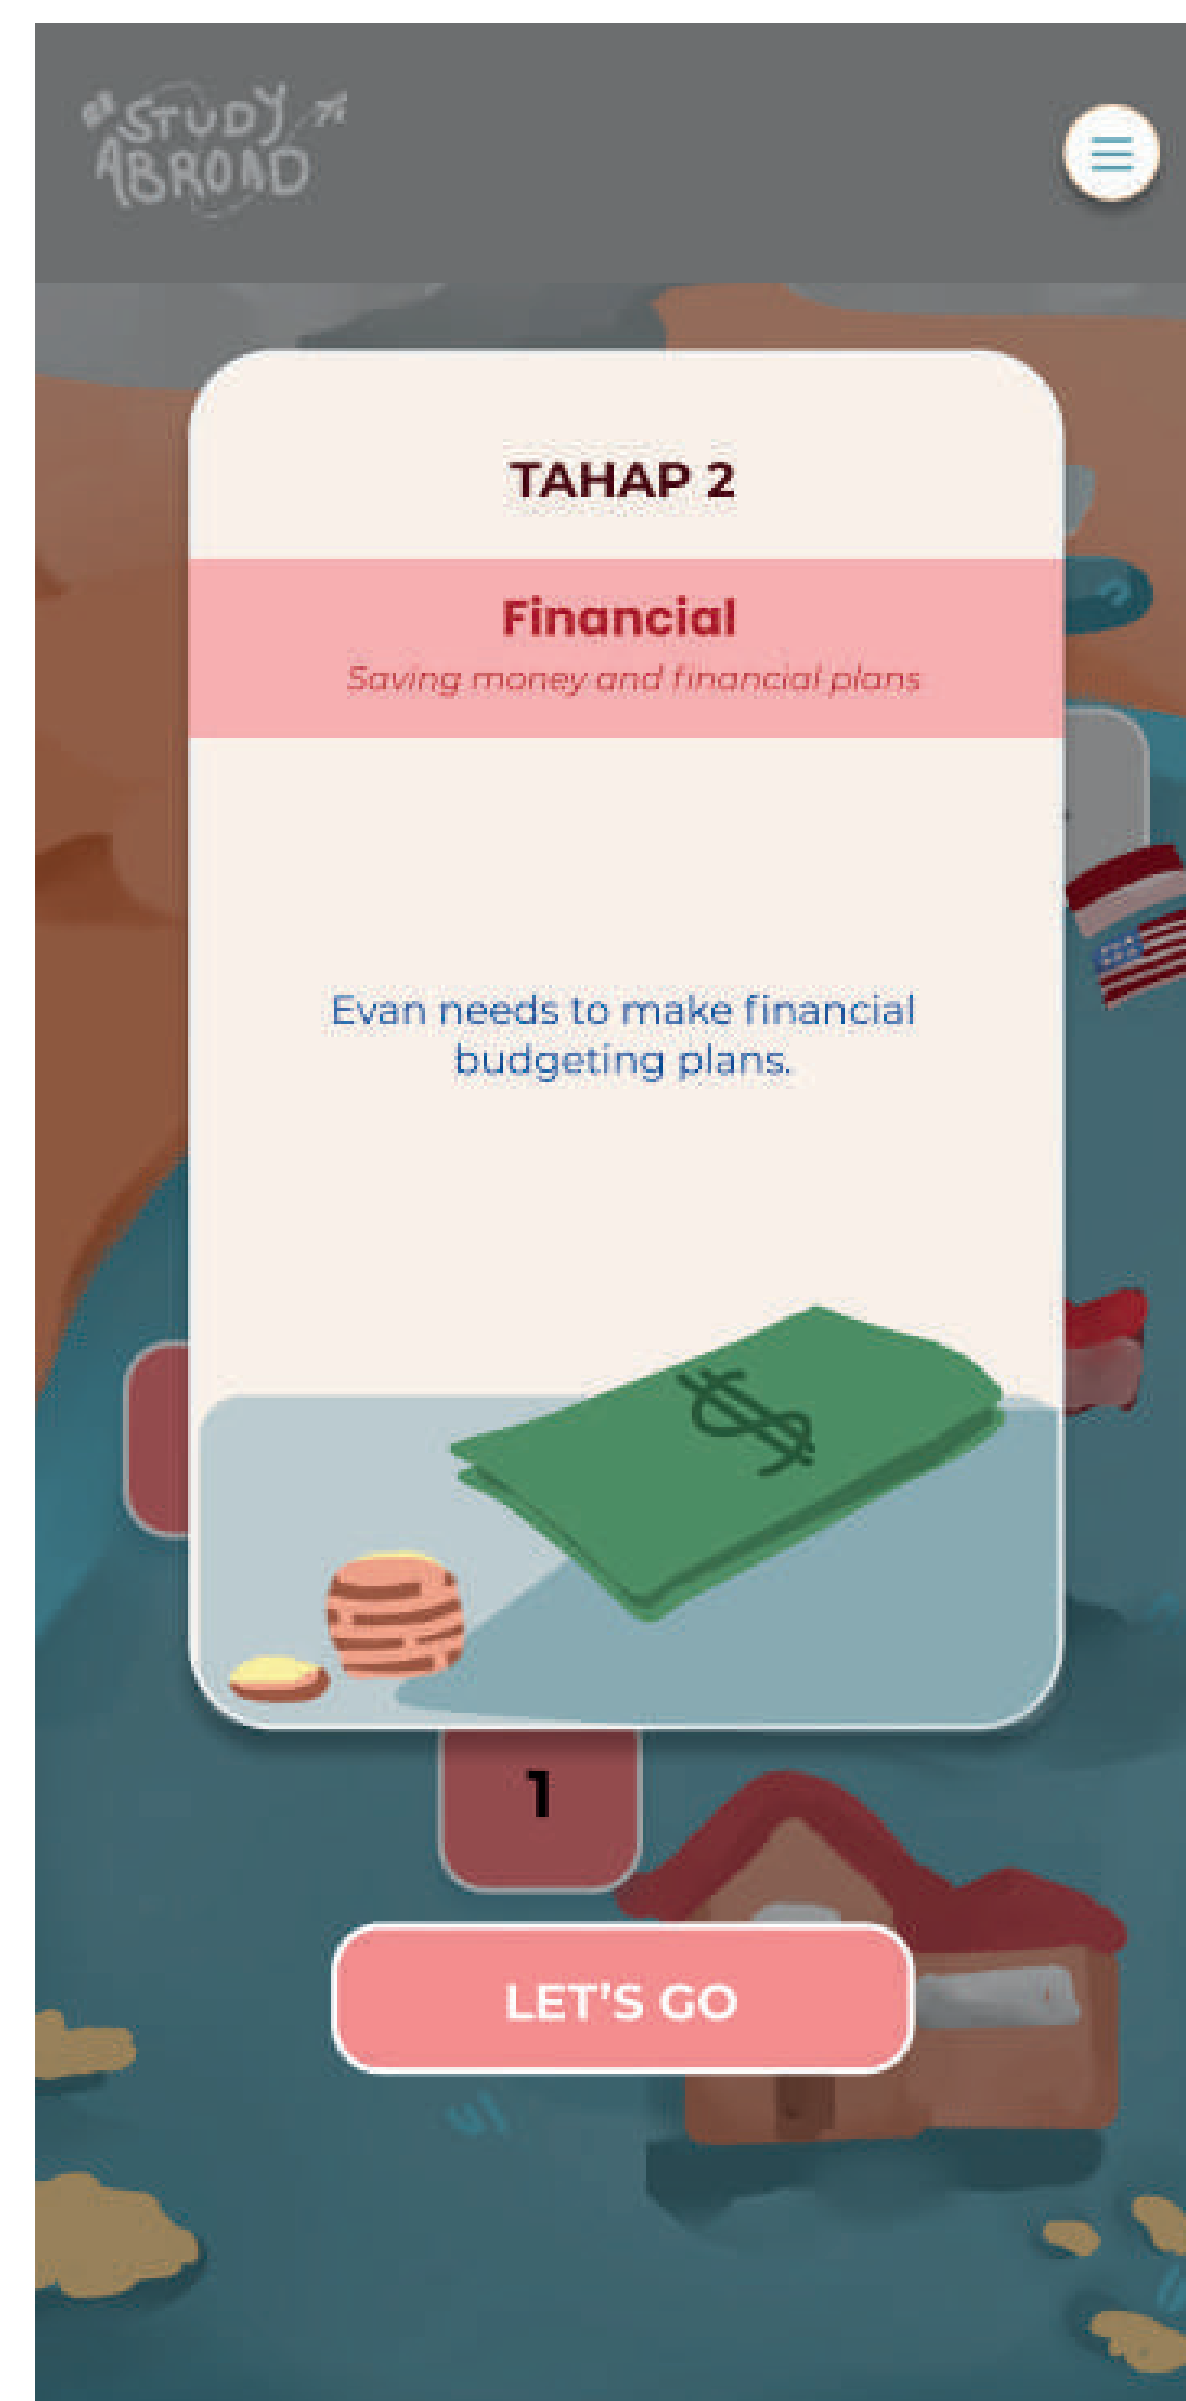 STUDY
ABROAD
TAHAP 2
Financial
Saving money and financial plans
Evan needs to make financial
budgeting plans.
1
LET'S GO